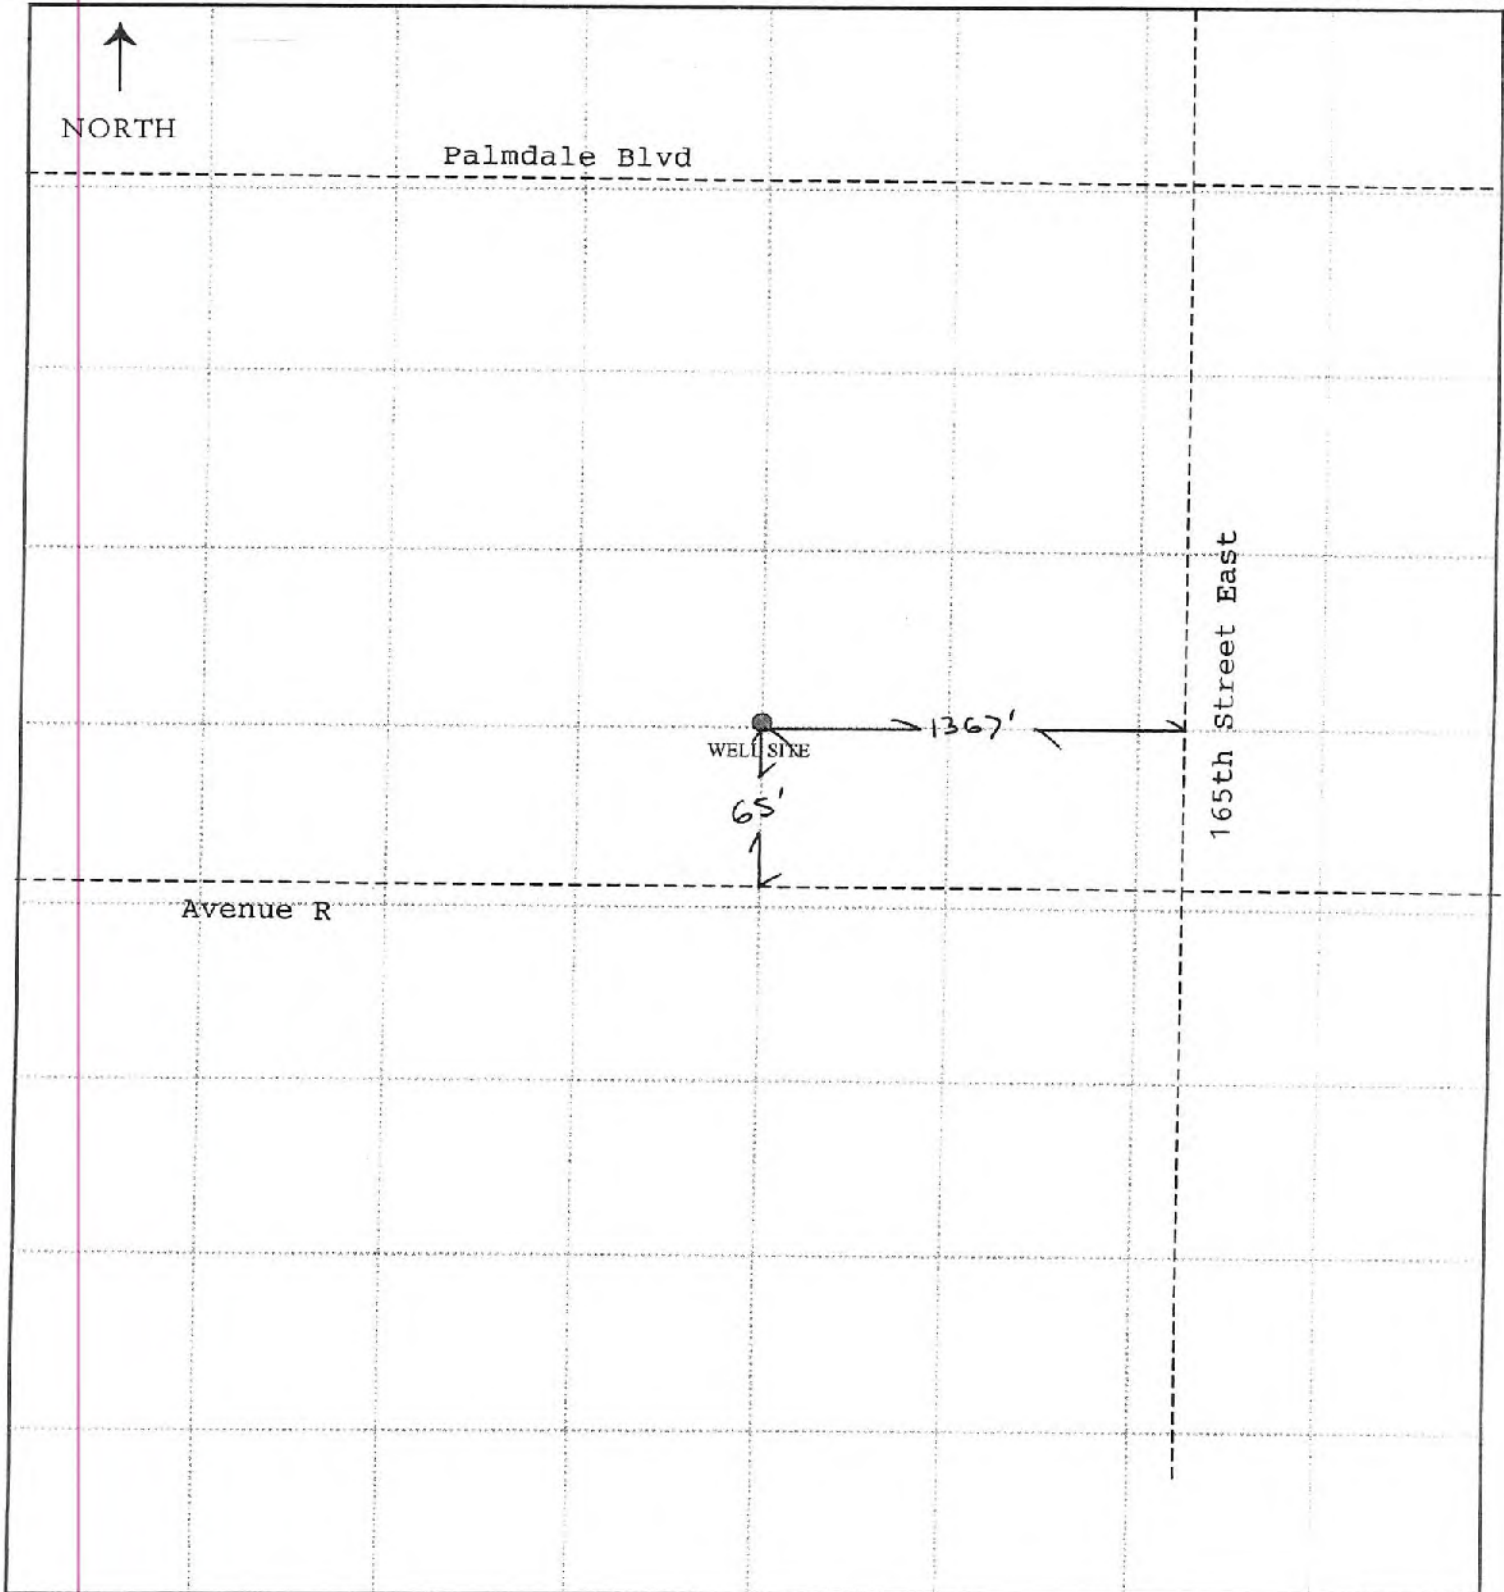 NORTH
Palmdale Blvd
165th Street East
1367'
WELL SITE
65'
Avenue R